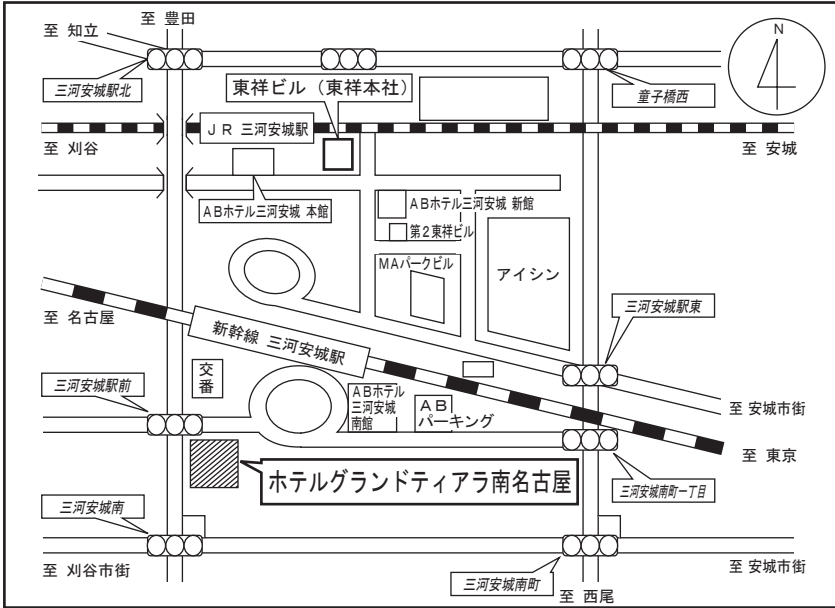 至 豊田
至 知立
N
三河安城駅北
東祥ビル（東祥本社）
童子橋西
ＪＲ 三河安城駅
至 刈谷
至 安城
ＡＢホテル三河安城 本館
ＡＢホテル三河安城 新館
第２東祥ビル
MAパークビル
アイシン
三河安城駅東
至 名古屋
新幹線 三河安城駅
交番
三河安城駅前
ＡＢホテル
三河安城
南館
ＡＢ
パーキング
至 安城市街
至 東京
ホテルグランドティアラ南名古屋
三河安城南町一丁目
三河安城南
至 刈谷市街
三河安城南町
至 安城市街
至 西尾